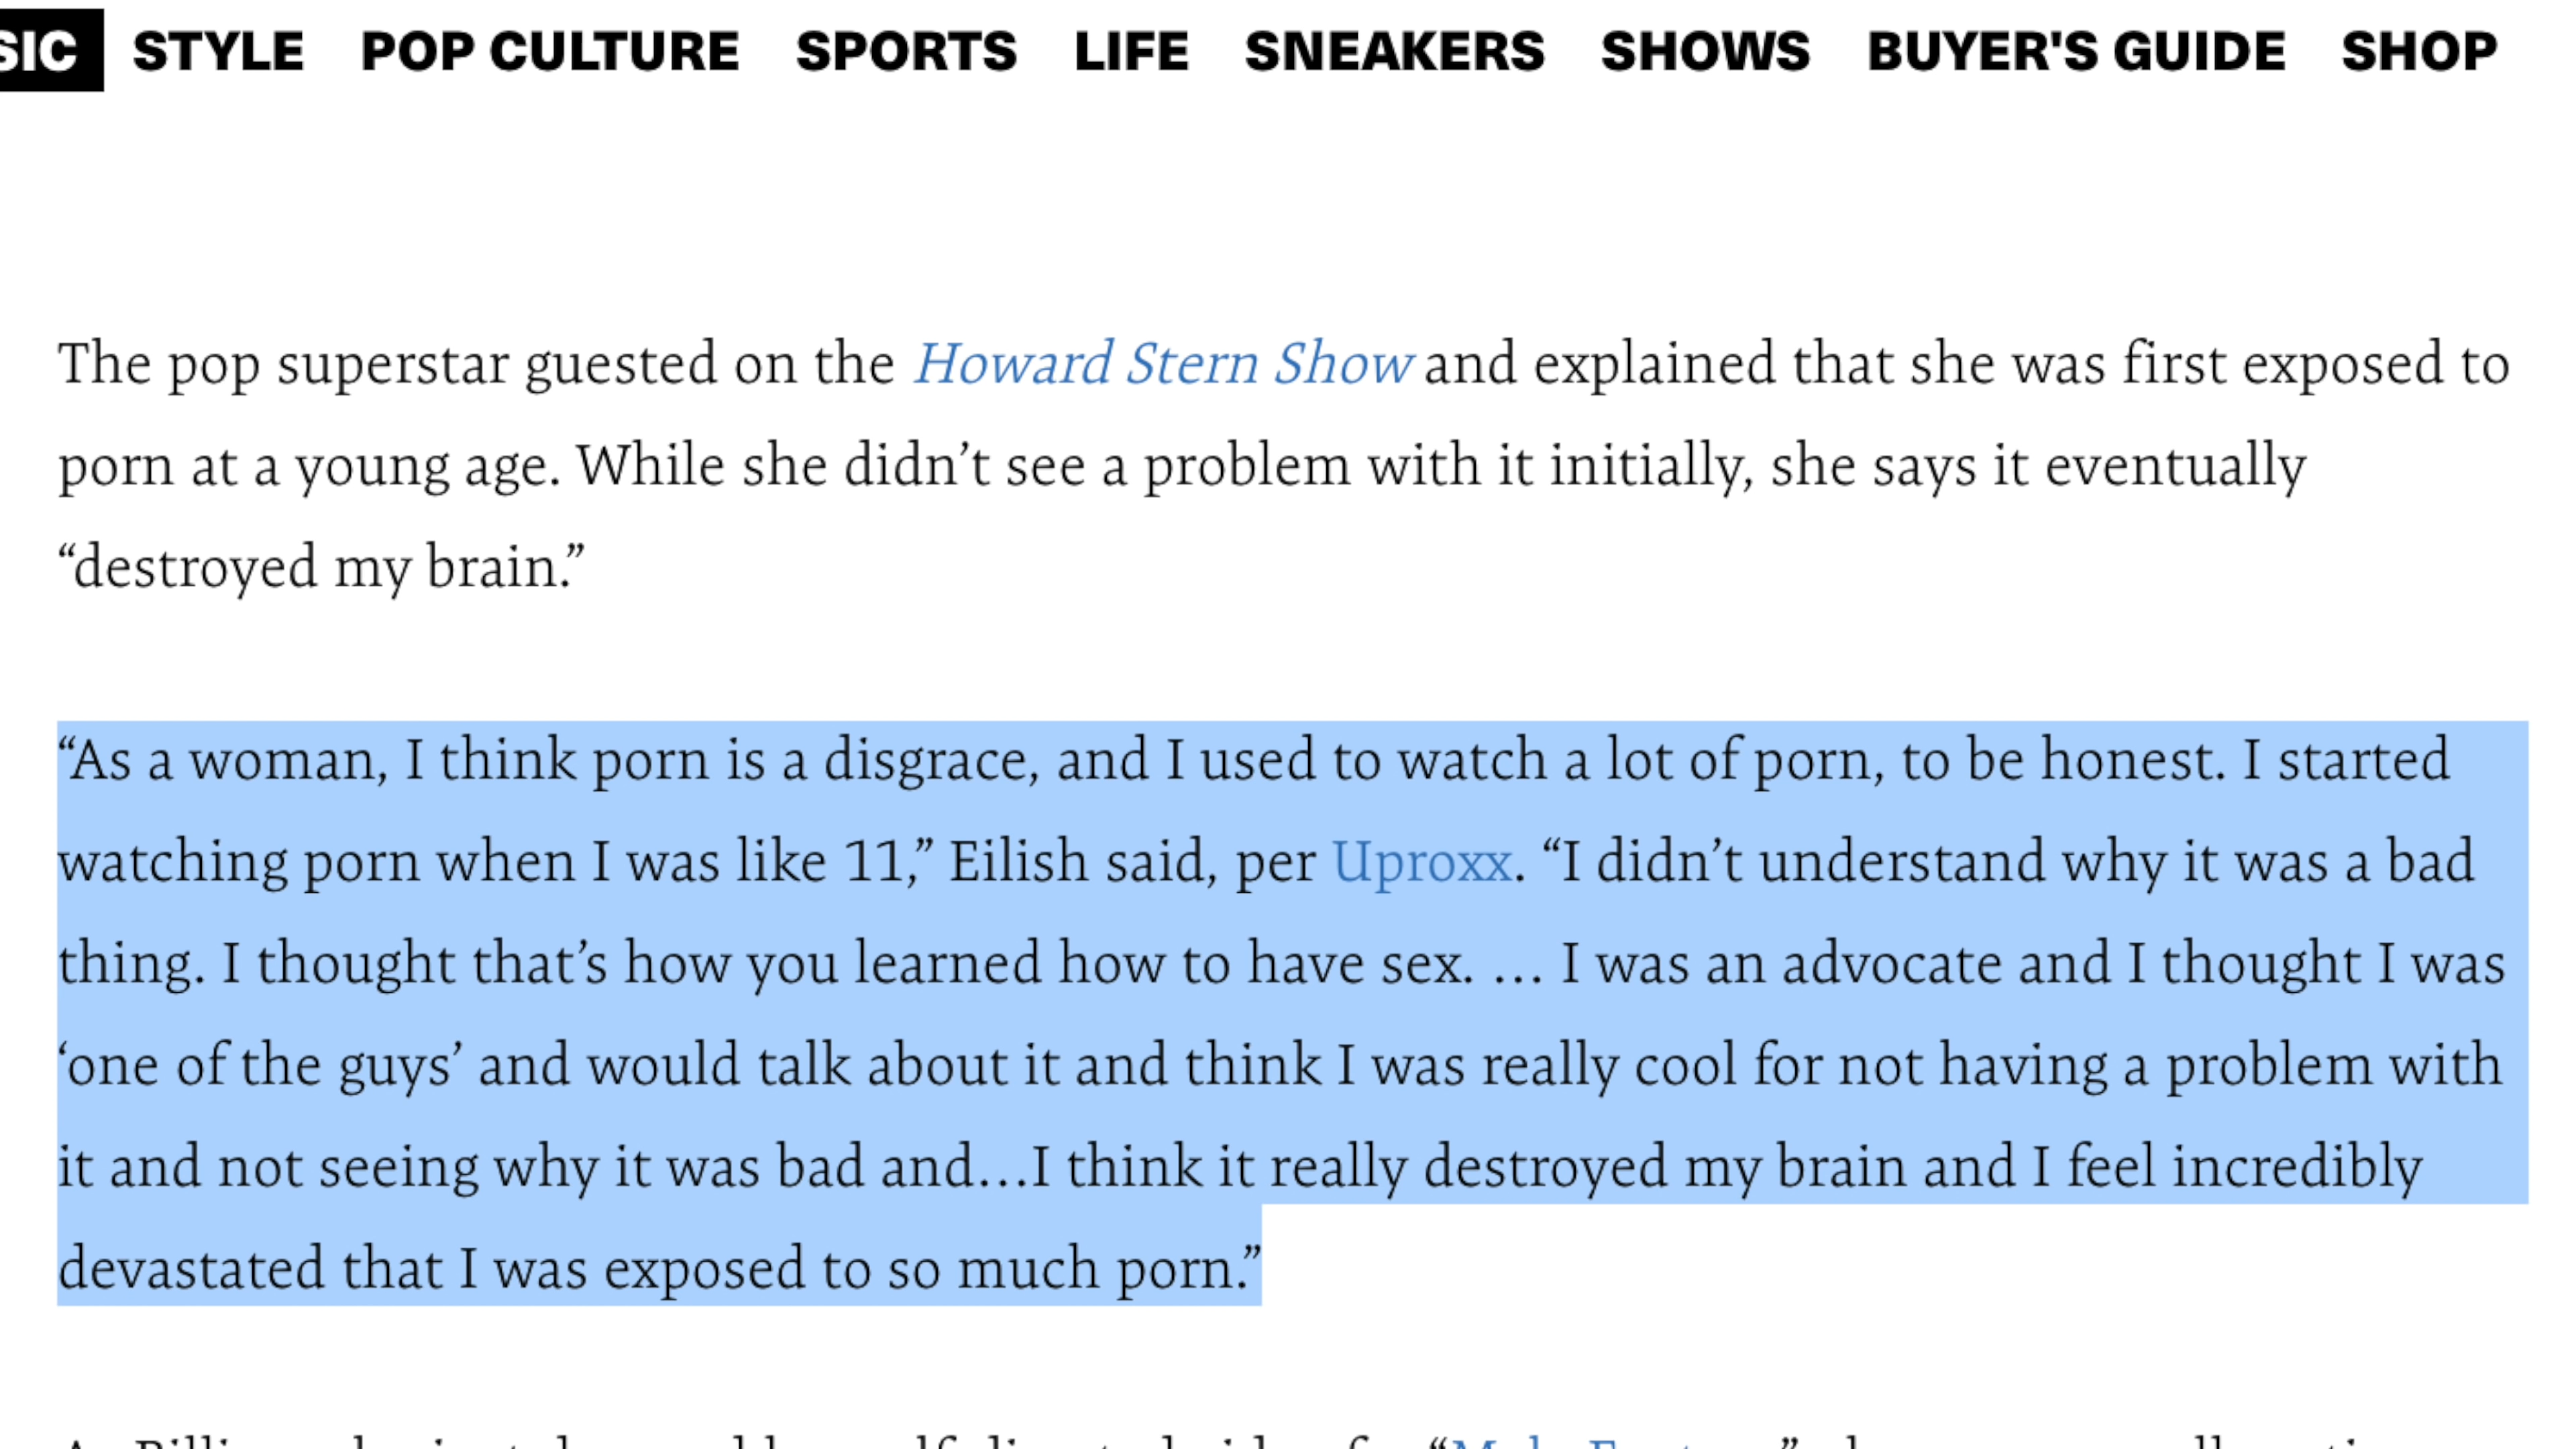 SIC STYLE POP CULTURE SPORTS LIFE SNEAKERS SHOWS BUYER'S GUIDE SHOP
The pop superstar guested on the Howard Stern Show and explained that she was first exposed to
porn at a young age. While she didn’t see a problem with it initially, she says it eventually
“destroyed my brain.”
“As a woman, I think porn is a disgrace, and I used to watch a lot of porn, to be honest. I started
watching porn when I was like 11,” Eilish said, per Uproxx. “I didn’t understand why it was a bad
thing. I thought that’s how you learned how to have sex. … I was an advocate and I thought I was
‘one of the guys’ and would talk about it and think I was really cool for not having a problem with
it and not seeing why it was bad and…I think it really destroyed my brain and I feel incredibly
devastated that I was exposed to so much porn.”